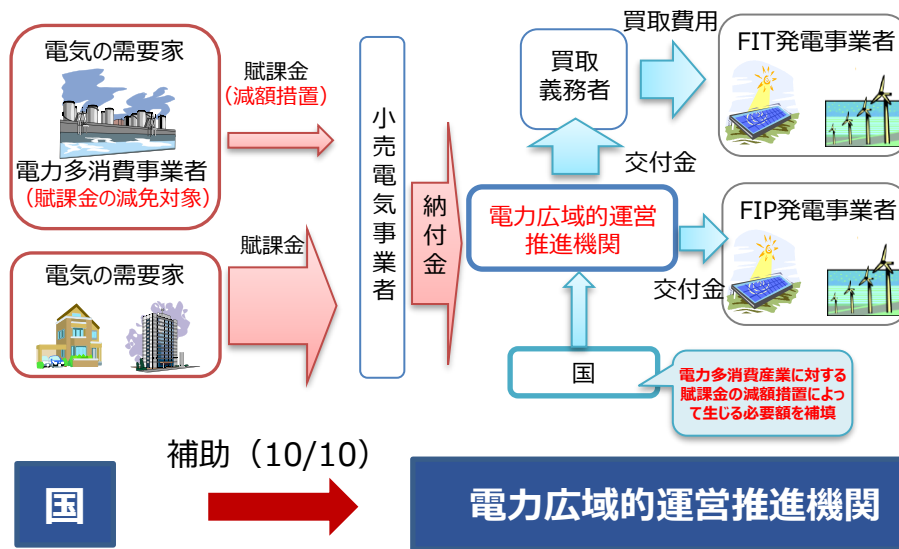 電気の需要家
電力多消費事業者
（賦課金の減免対象）
賦課金
（減額措置）
電気の需要家
賦課金
小売電気事業者
納付金
買取
義務者
買取費用
FIT発電事業者
交付金
電力広域的運営
推進機関
FIP発電事業者
交付金
国
電力多消費産業に対する
賦課金の減額措置によっ
て生じる必要額を補填
補助（10/10）
国
電力広域的運営推進機関